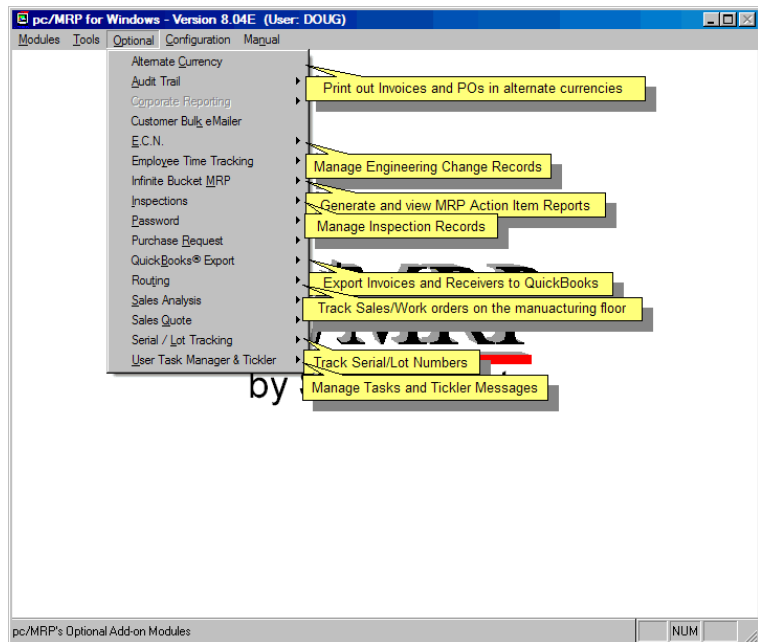 pc/MRP for Windows - Version 8.04E (User: DOUG)
Modules Tools Optional Configuration Manual
Alternate Currency
Audit Trail
Print out Invoices and POs in alternate currencies
Corporate Reporting
Customer Bulk eMailer
E.C.N.
Employee Time Tracking
Manage Engineering Change Records
Infinite Bucket MRP
Inspections
Generate and view MRP Action Item Reports
Password
Manage Inspection Records
Purchase Request
QuickBooks® Export
Routing
Export Invoices and Receivers to QuickBooks
Sales Analysis
Track Sales/Work orders on the manuacturing floor
Sales Quote
Serial / Lot Tracking
/MRP
User Task Manager & Tickler
Track Serial/Lot Numbers
by
Manage Tasks and Tickler Messages
pc/MRP's Optional Add-on Modules
NUM